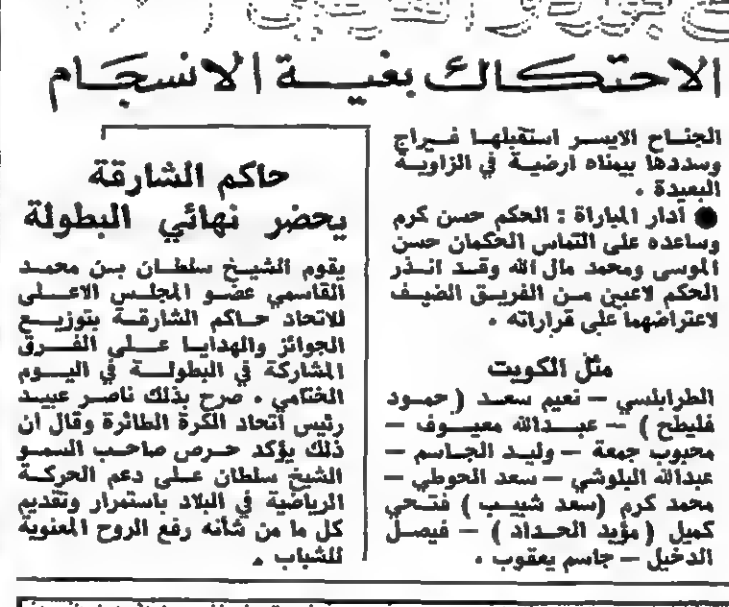 الاحتكاك بغية الانسجام
الجناح الايسر استقبلها فيراج
وسددها بيمناه ارضية في الزاوية
البعيدة .
● أدار المباراة : الحكم حسن كرم
وساعده على التماس الحكمان حسن
الموسى ومحمد مال الله وقد انذر
الحكم لاعبين من الفريق الضيف
لاعتراضهما على قراراته .
مثل الكويت
الطرابلسي — نعيم سعد ( حمود
فليطح ) — عبدالله معيوف —
محبوب جمعة — وليد الجاسم —
عبدالله البلوشي — سعد الحوطي —
محمد كرم (سعد شبيب ) فتحي
كميل ( مؤيد الحداد ) — فيصل
الدخيل — جاسم يعقوب .
حاكم الشارقة
يحضر نهائي البطولة
يقوم الشيخ سلطان بن محمد
القاسمي عضو المجلس الاعلى
للاتحاد حاكم الشارقة بتوزيع
الجوائز والهدايا على الفرق
المشاركة في البطولة في اليوم
الختامي . صرح بذلك ناصر عبيد
رئيس اتحاد الكرة الطائرة وقال ان
ذلك يؤكد حرص صاحب السمو
الشيخ سلطان على دعم الحركة
الرياضية في البلاد باستمرار وتقديم
كل ما من شأنه رفع الروح المعنوية
للشباب .